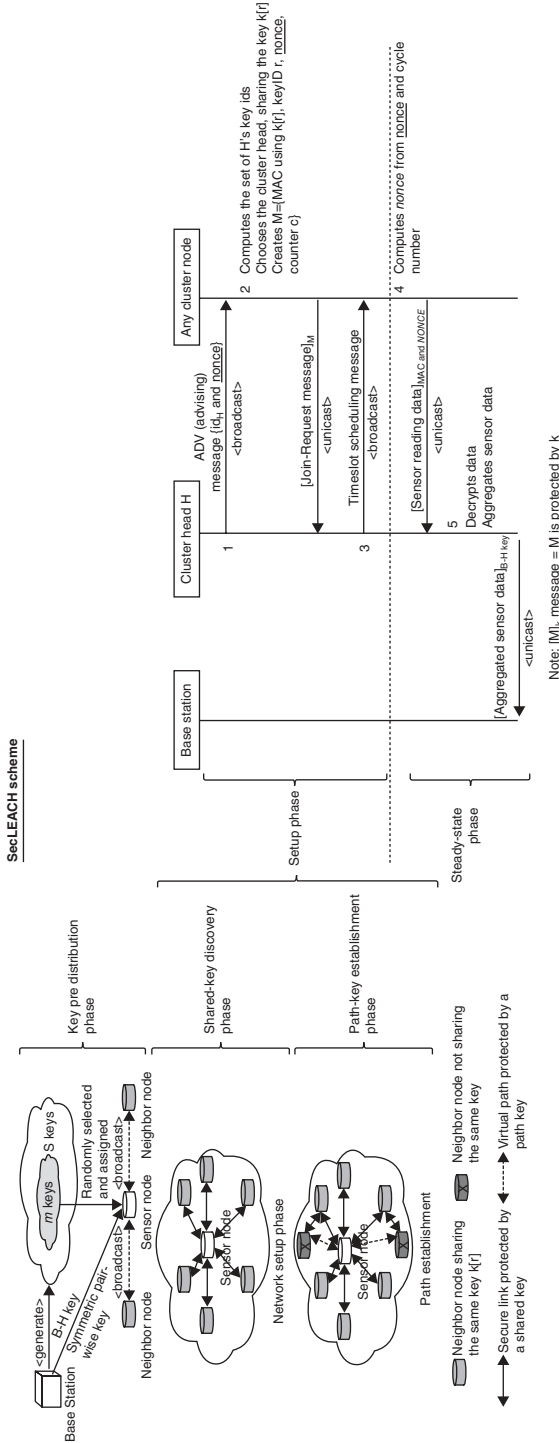 SecLEACH scheme
<generate>
S keys
m keys
B-H key
Symmetric pair-
wise key
Randomly selected
and assigned
<broadcast>
<broadcast>
Base Station
Neighbor node
Sensor node
Neighbor node
Key pre distribution
phase
Sensor node
Network setup phase
Shared-key discovery
phase
Sensor node
Path establishment
Path-key establishment
phase
Neighbor node sharing
the same key k[r]
X
Neighbor node not sharing
the same key
Secure link protected by
a shared key
Virtual path protected by a
path key
Setup phase
Steady-state
phase
Base station
Cluster head H
Any cluster node
1
ADV (advising)
message {idH and nonce}
<broadcast>
2
Computes the set of H's key ids
Chooses the cluster head, sharing the key k[r]
Creates M={MAC using k[r], keyID r, nonce,
counter c}
[Join-Request message]M
<unicast>
3
Timeslot scheduling message
<broadcast>
4
Computes nonce from nonce and cycle
number
[Sensor reading data]MAC and NONCE
<unicast>
5
Decrypts data
Aggregates sensor data
[Aggregated sensor data]B-H key
<unicast>
Note: [M]k message = M is protected by k